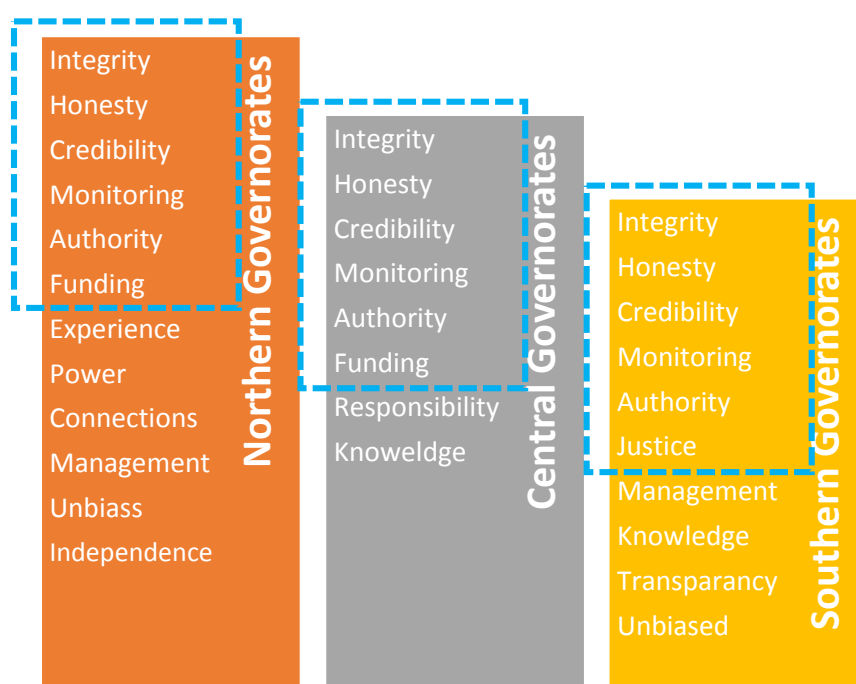 Integrity
Honesty
Credibility
Monitoring
Authority
Funding
Experience
Power
Connections
Management
Unbiass
Independence
Northern Governorates
Integrity
Honesty
Credibility
Monitoring
Authority
Funding
Responsibility
Knoweldge
Central Governorates
Integrity
Honesty
Credibility
Monitoring
Authority
Justice
Management
Knowledge
Transparancy
Unbiased
Southern Governorates